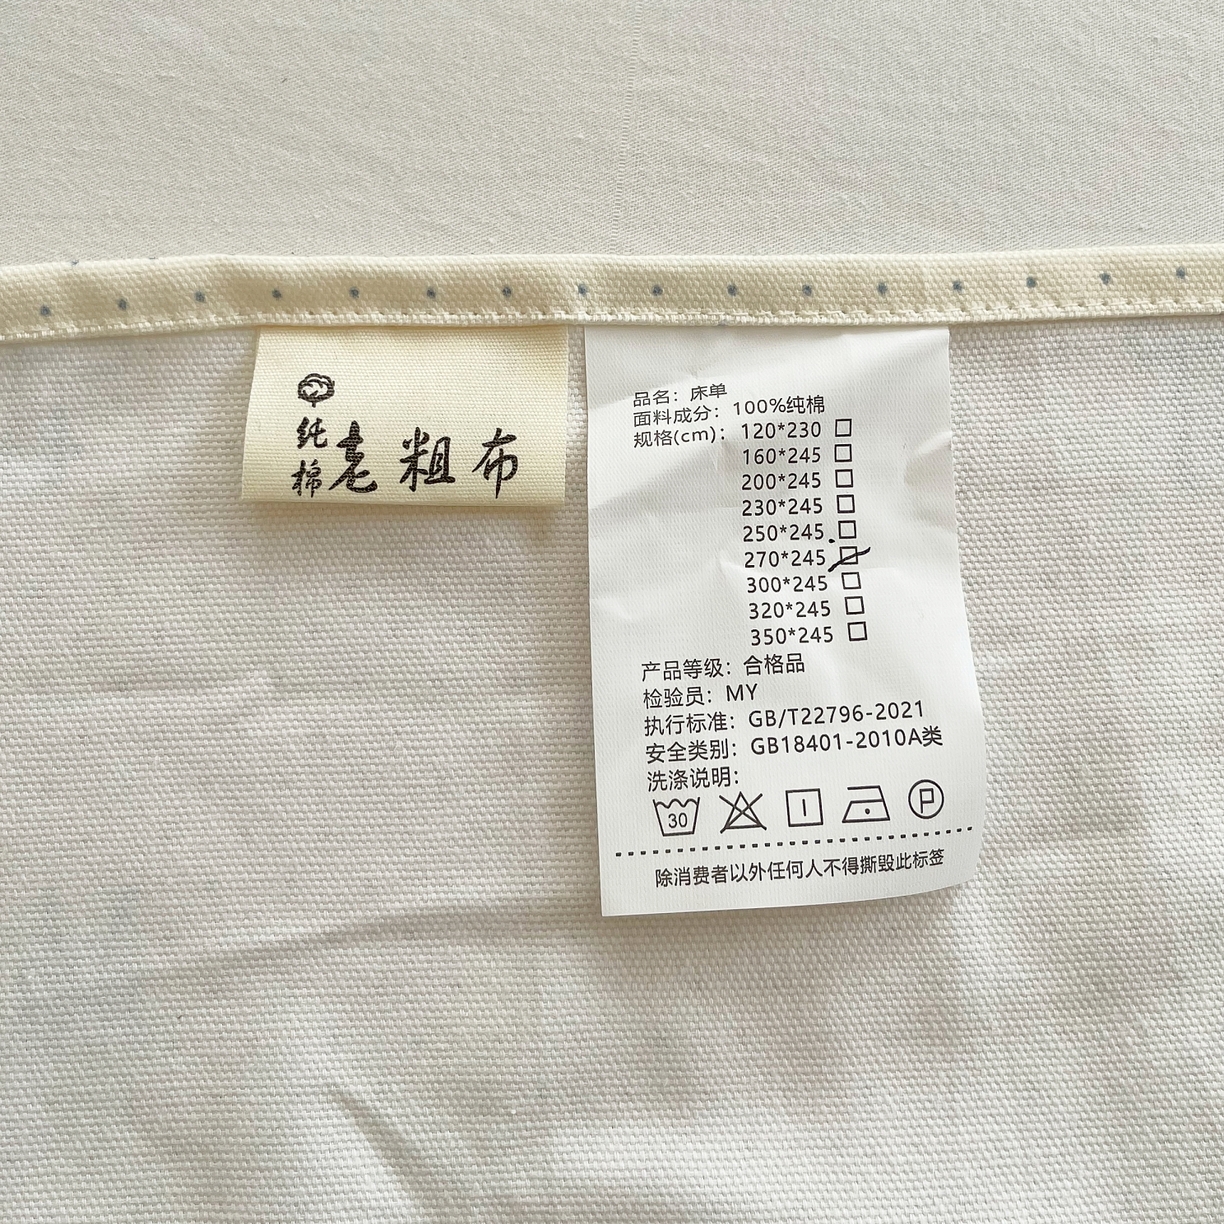 纯棉 老粗布
品名：床单
面料成分：100%纯棉
规格(cm)：120*230 □
160*245 □
200*245 □
230*245 □
250*245 □
270*245 ☑
300*245 □
320*245 □
350*245 □
产品等级：合格品
检验员：MY
执行标准：GB/T22796-2021
安全类别：GB18401-2010A类
洗涤说明：
30 P
除消费者以外任何人不得撕毁此标签